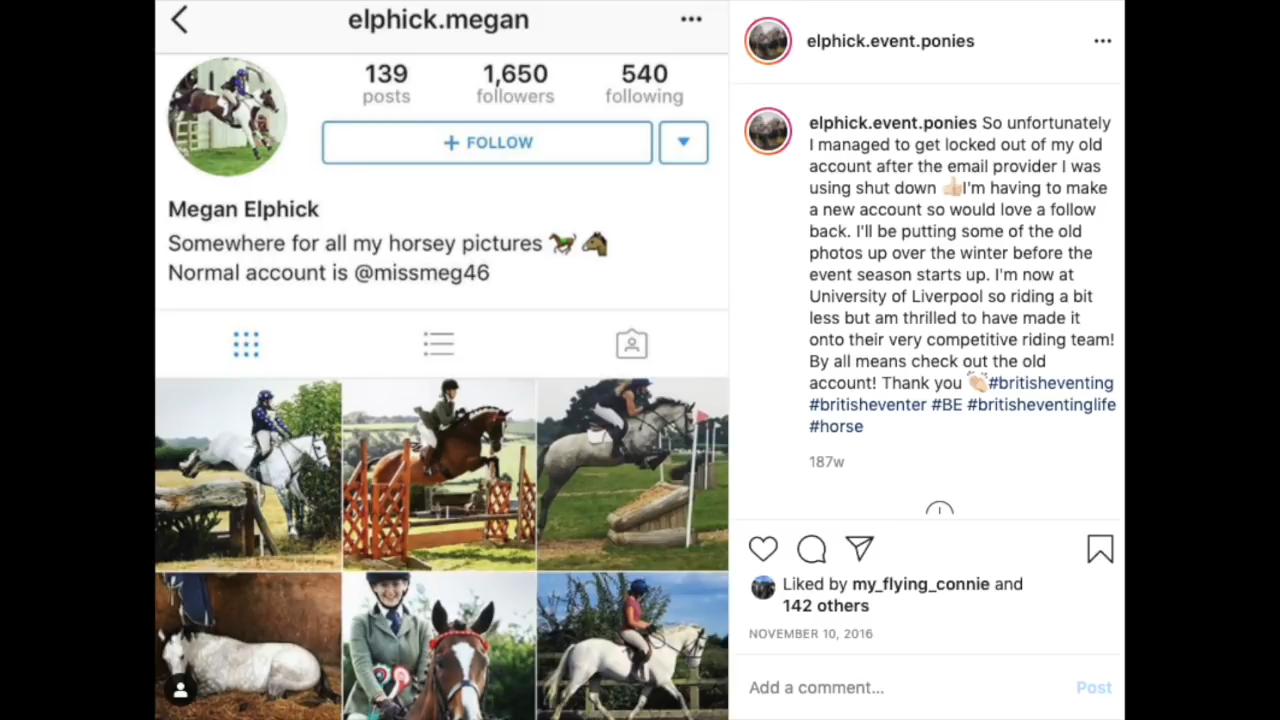 elphick.megan
139 1,650 540
posts followers following
+ FOLLOW
Megan Elphick
Somewhere for all my horsey pictures 🐎 🐴
Normal account is @missmeg46
elphick.event.ponies
elphick.event.ponies So unfortunately
I managed to get locked out of my old
account after the email provider I was
using shut down 👍🏻I'm having to make
a new account so would love a follow
back. I'll be putting some of the old
photos up over the winter before the
event season starts up. I'm now at
University of Liverpool so riding a bit
less but am thrilled to have made it
onto their very competitive riding team!
By all means check out the old
account! Thank you 👏🏻#britisheventing
#britisheventer #BE #britisheventinglife
#horse
187w
Liked by my_flying_connie and
142 others
NOVEMBER 10, 2016
Add a comment... Post